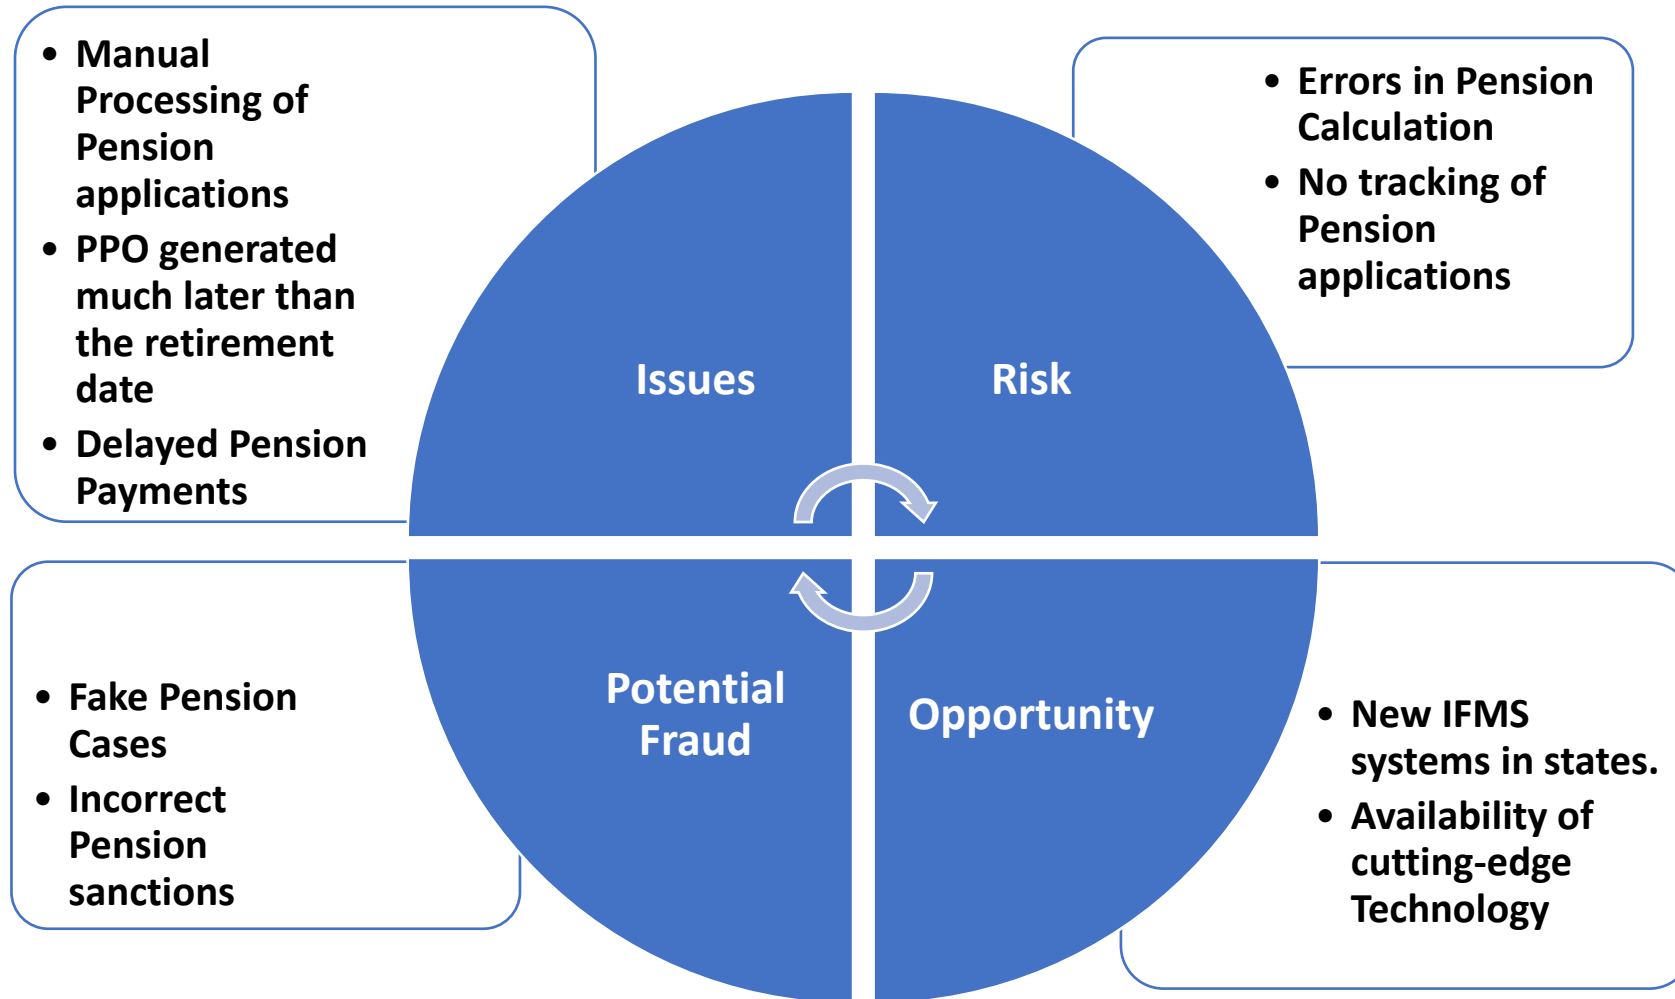 • Manual
Processing of
Pension
applications
• PPO generated
much later than
the retirement
date
• Delayed Pension
Payments
• Errors in Pension
Calculation
• No tracking of
Pension
applications
Issues
Risk
Potential
Fraud
Opportunity
• Fake Pension
Cases
• Incorrect
Pension
sanctions
• New IFMS
systems in states.
• Availability of
cutting-edge
Technology